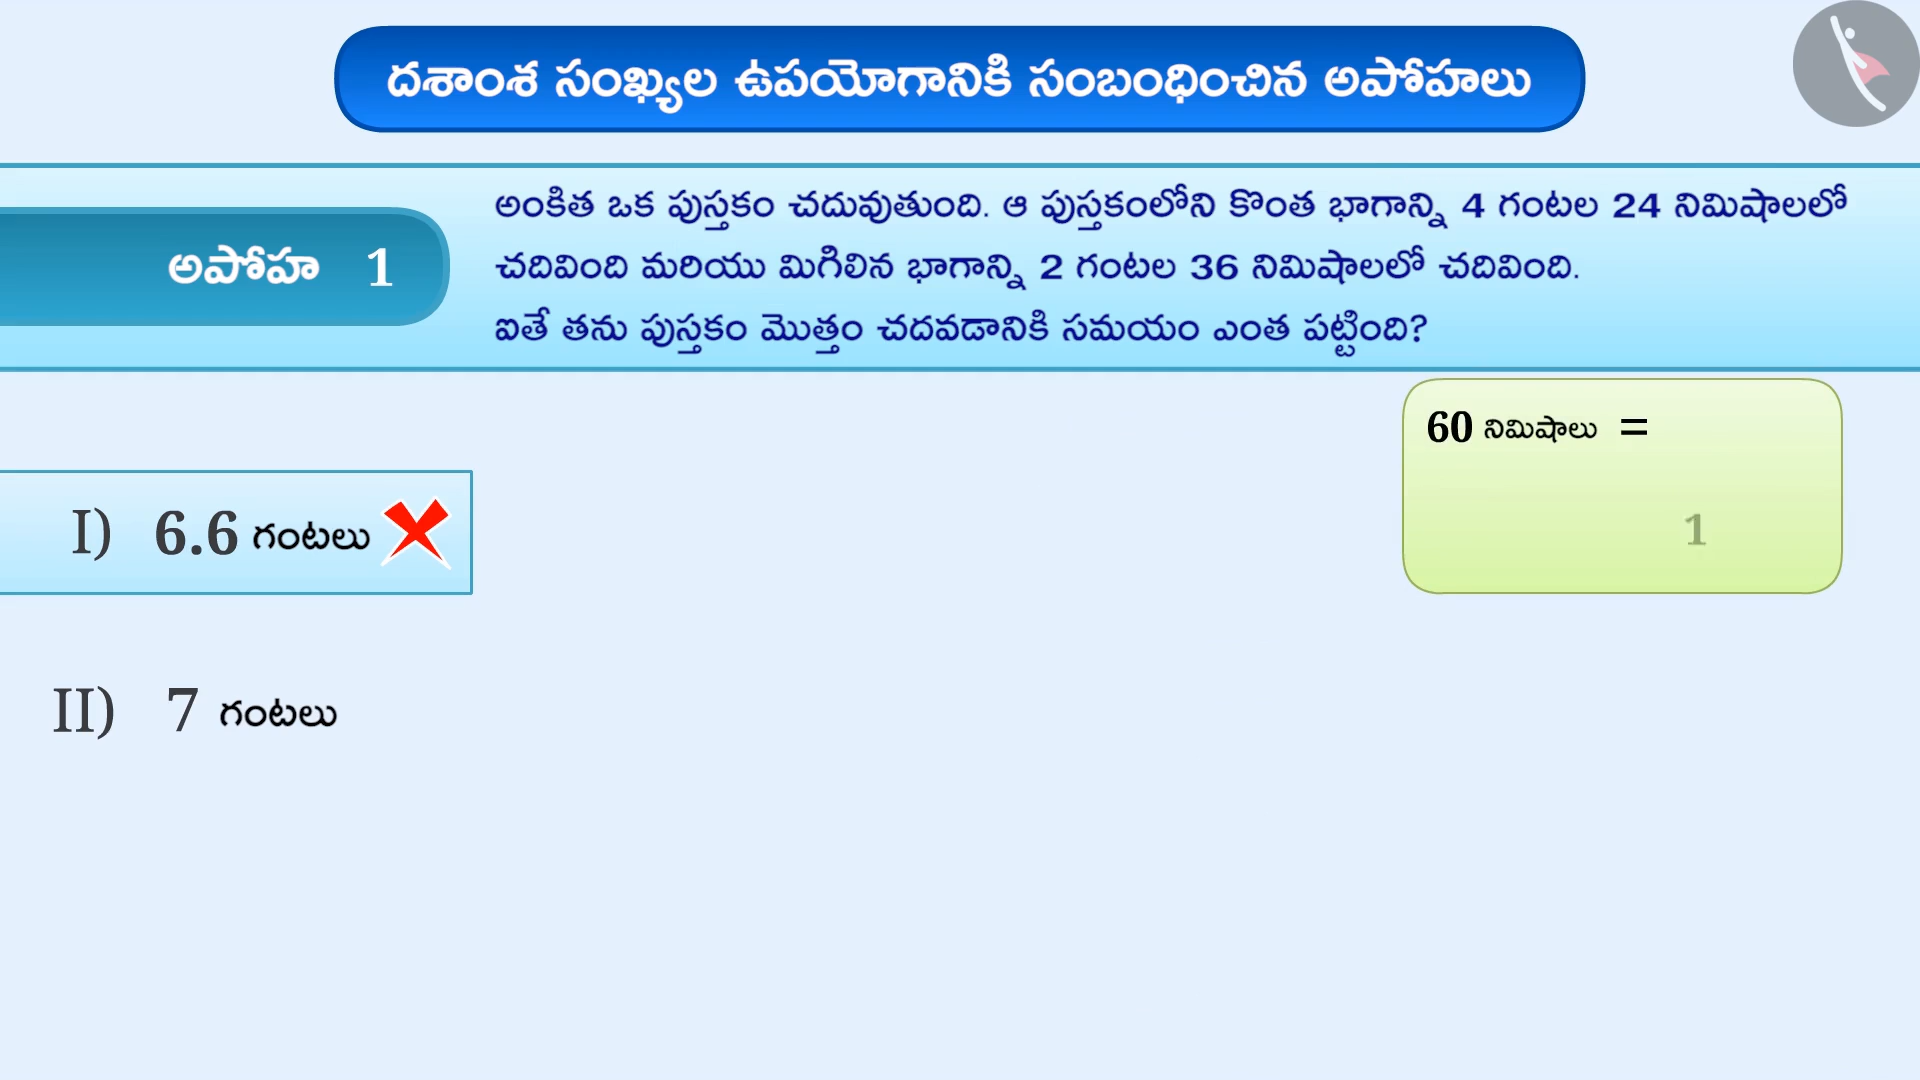 దశాంశ సంఖ్యల ఉపయోగానికి సంబంధించిన అపోహలు
అపోహ 1
అంకిత ఒక పుస్తకం చదువుతుంది. ఆ పుస్తకంలోని కొంత భాగాన్ని 4 గంటల 24 నిమిషాలలో
చదివింది మరియు మిగిలిన భాగాన్ని 2 గంటల 36 నిమిషాలలో చదివింది.
ఐతే తను పుస్తకం మొత్తం చదవడానికి సమయం ఎంత పట్టింది?
60 నిమిషాలు =
1
I) 6.6 గంటలు
II) 7 గంటలు